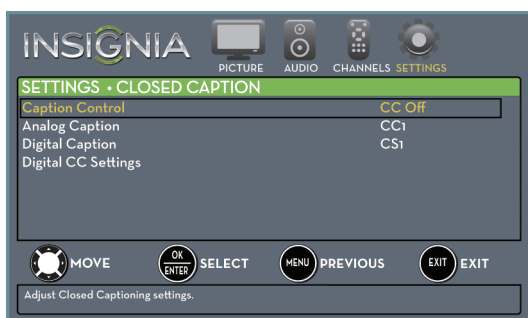 INSIGNIA
PICTURE AUDIO CHANNELS SETTINGS
SETTINGS • CLOSED CAPTION
Caption Control CC Off
Analog Caption CC1
Digital Caption CS1
Digital CC Settings
MOVE OK ENTER SELECT MENU PREVIOUS EXIT EXIT
Adjust Closed Captioning settings.